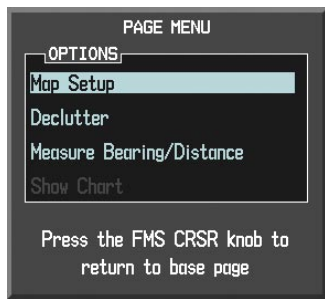 PAGE MENU
OPTIONS
Map Setup
Declutter
Measure Bearing/Distance
Show Chart
Press the FMS CRSR knob to
return to base page